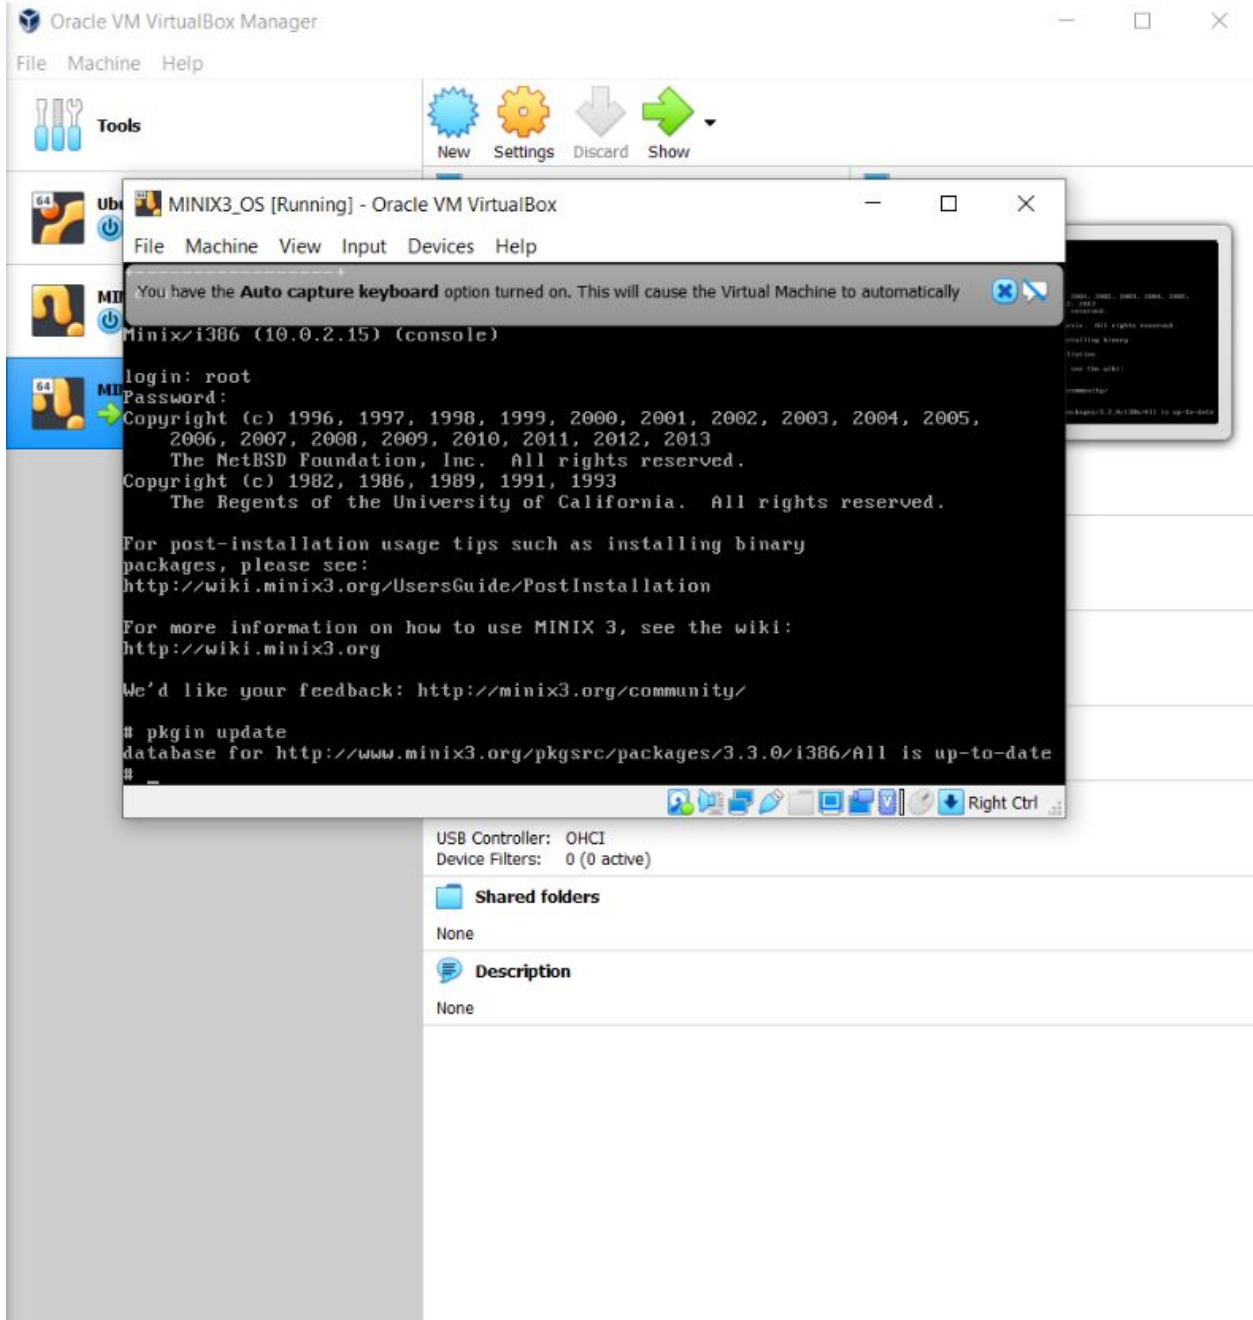 Oracle VM VirtualBox Manager
File Machine Help
Tools
New Settings Discard Show
64
Ub
MI
64
MI
MINIX3_OS [Running] - Oracle VM VirtualBox
File Machine View Input Devices Help
You have the Auto capture keyboard option turned on. This will cause the Virtual Machine to automatically
Minix/i386 (10.0.2.15) (console)
login: root
Password:
Copyright (c) 1996, 1997, 1998, 1999, 2000, 2001, 2002, 2003, 2004, 2005,
2006, 2007, 2008, 2009, 2010, 2011, 2012, 2013
The NetBSD Foundation, Inc. All rights reserved.
Copyright (c) 1982, 1986, 1989, 1991, 1993
The Regents of the University of California. All rights reserved.
For post-installation usage tips such as installing binary
packages, please see:
http://wiki.minix3.org/UsersGuide/PostInstallation
For more information on how to use MINIX 3, see the wiki:
http://wiki.minix3.org
We'd like your feedback: http://minix3.org/community/
# pkgin update
database for http://www.minix3.org/pkgsrc/packages/3.3.0/i386/All is up-to-date
# _
Right Ctrl
USB Controller: OHCI
Device Filters: 0 (0 active)
Shared folders
None
Description
None